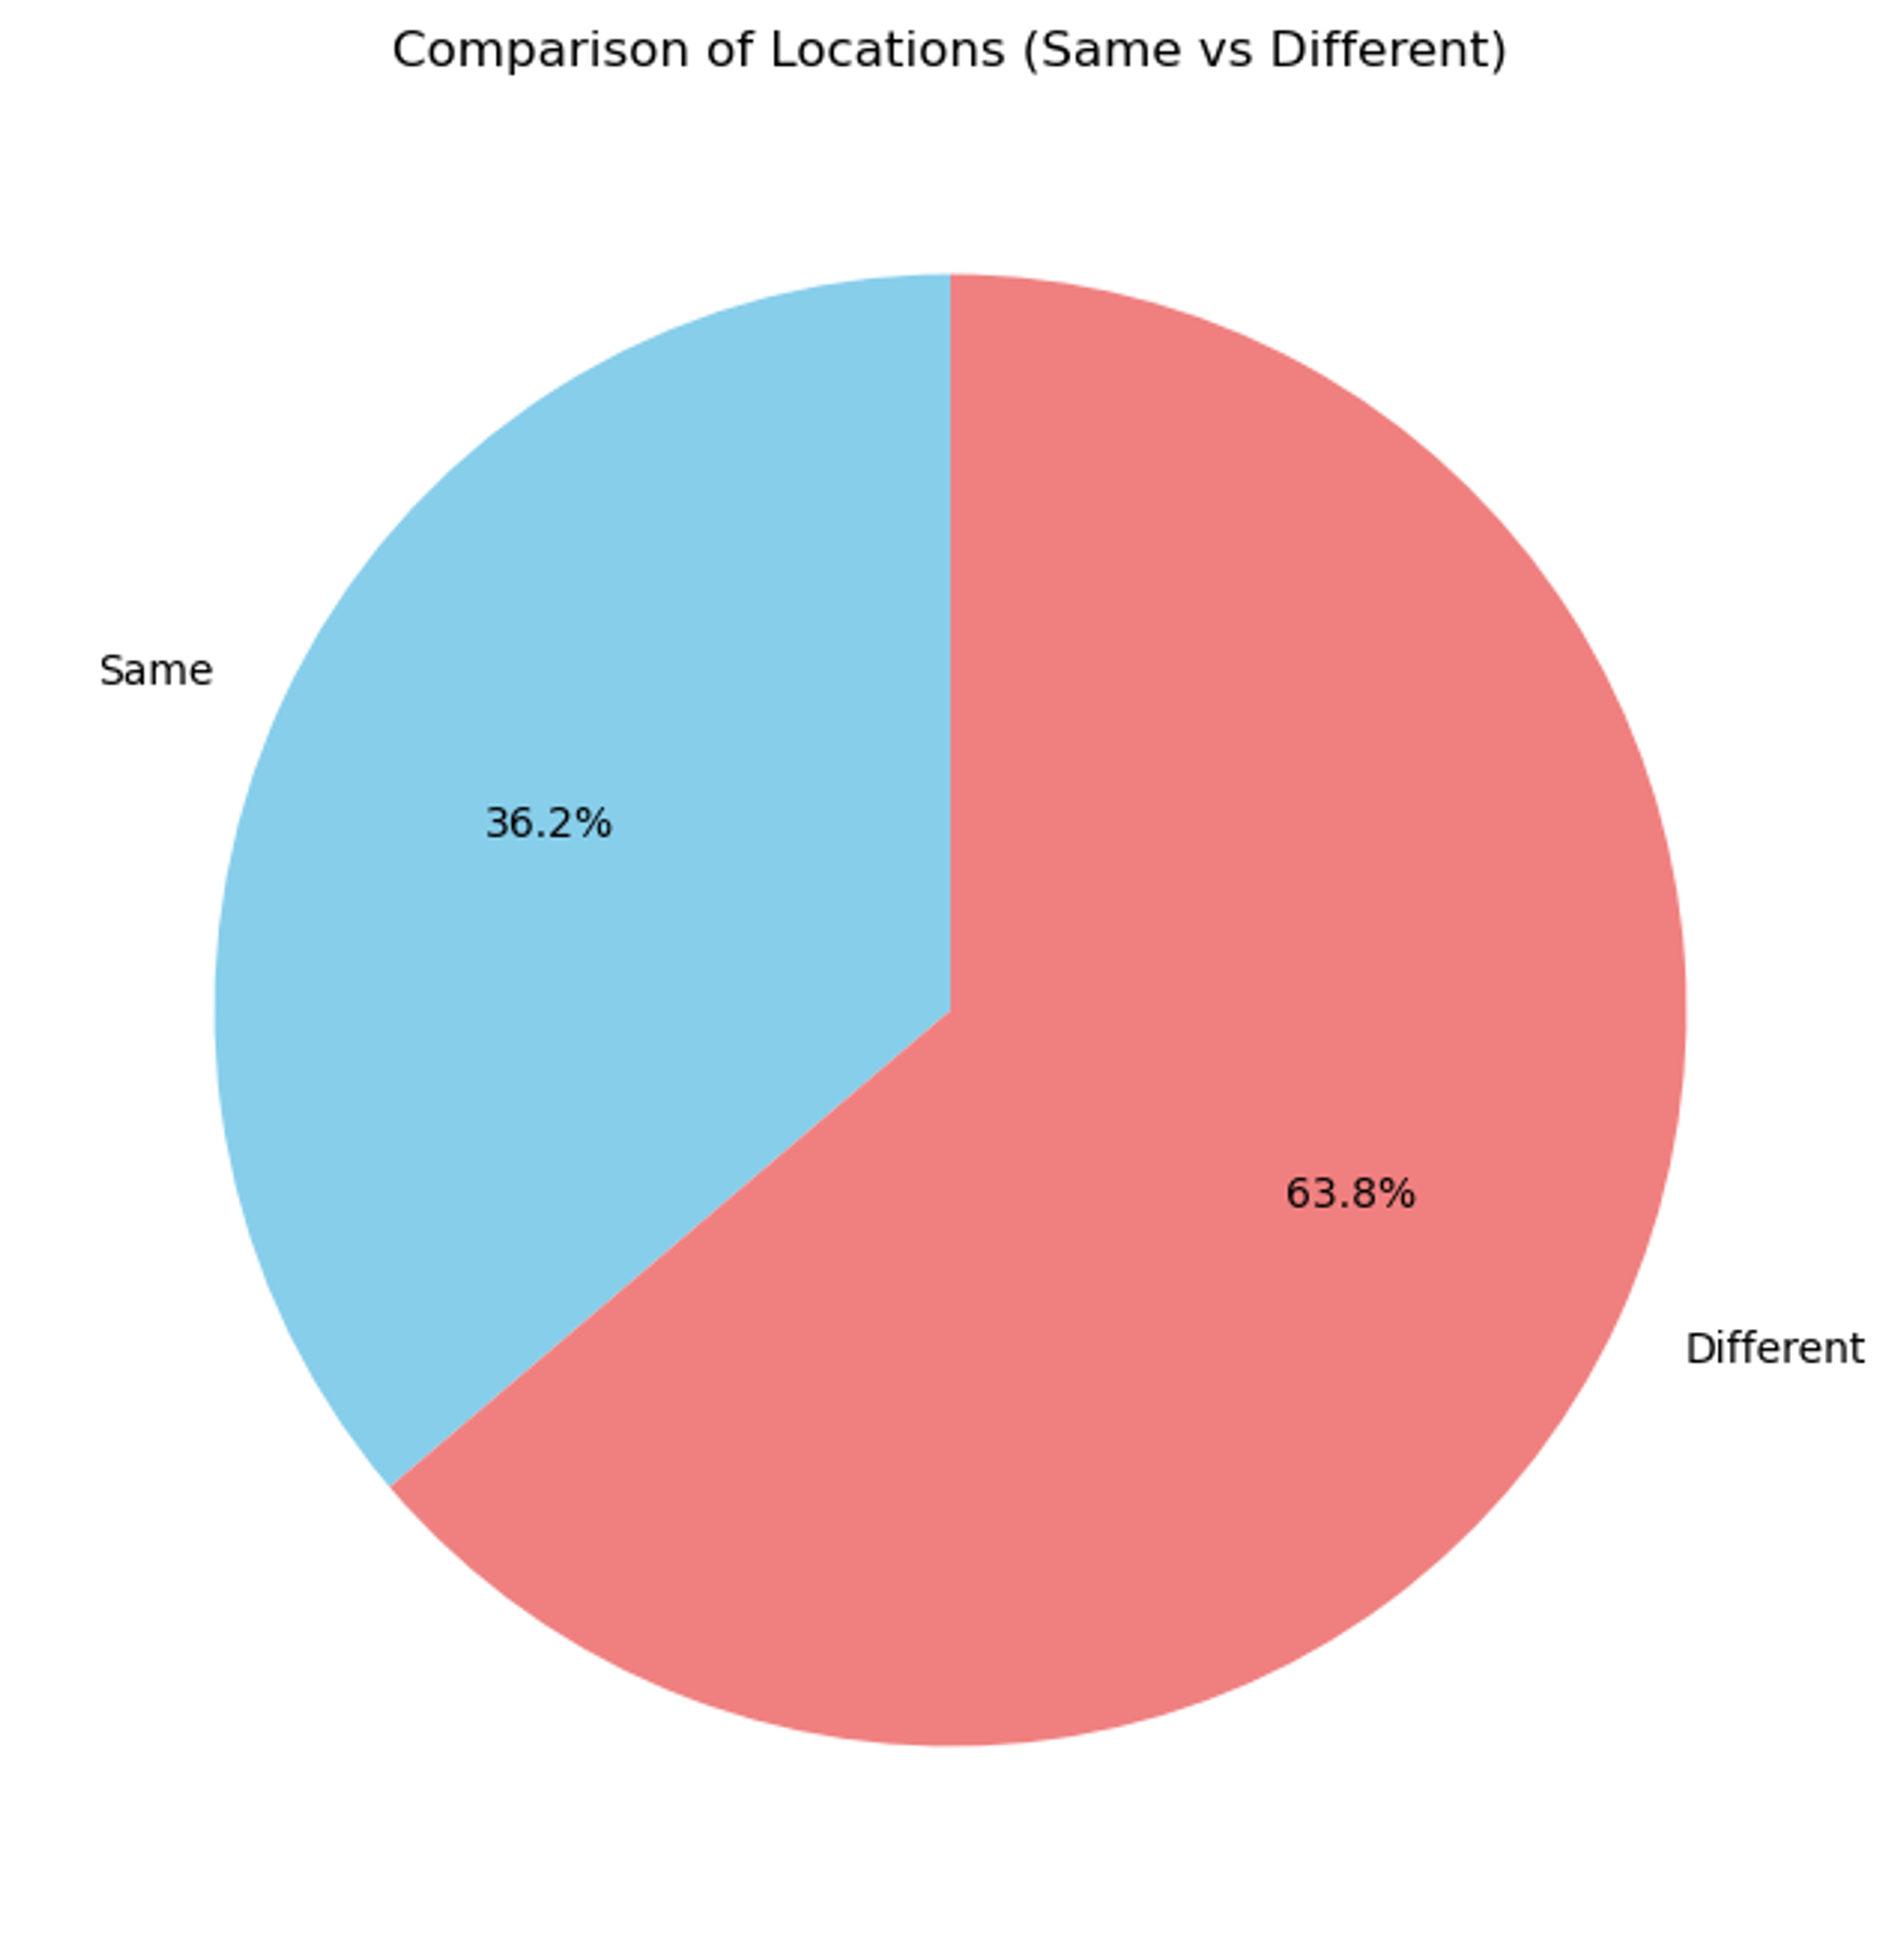 Comparison of Locations (Same vs Different)
Same
36.2%
63.8%
Different